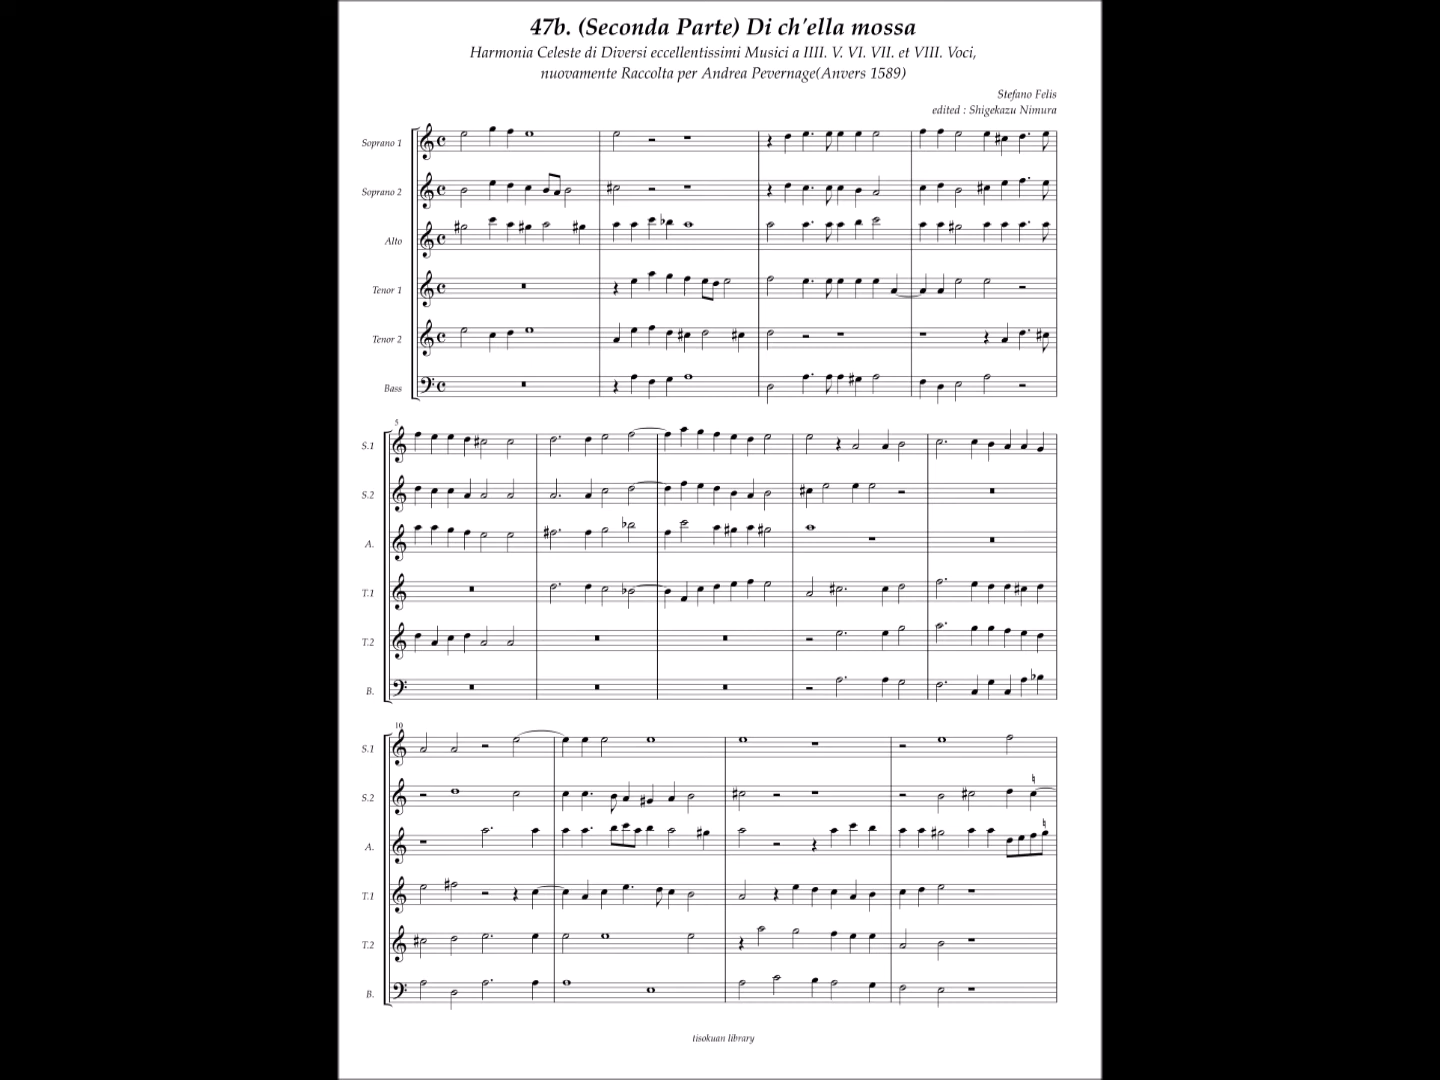 47b. (Seconda Parte) Di ch'ella mossa
Harmonia Celeste di Diversi eccellentissimi Musici a IIII. V. VI. VII. et VIII. Voci,
nuovamente Raccolta per Andrea Pevernage(Anvers 1589)
Stefano Felis
edited : Shigekazu Nimura
Soprano 1
Soprano 2
Alto
Tenor 1
Tenor 2
Bass
5
S.1
S.2
A.
T.1
T.2
B.
10
S.1
S.2
A.
T.1
T.2
B.
tisokuan library